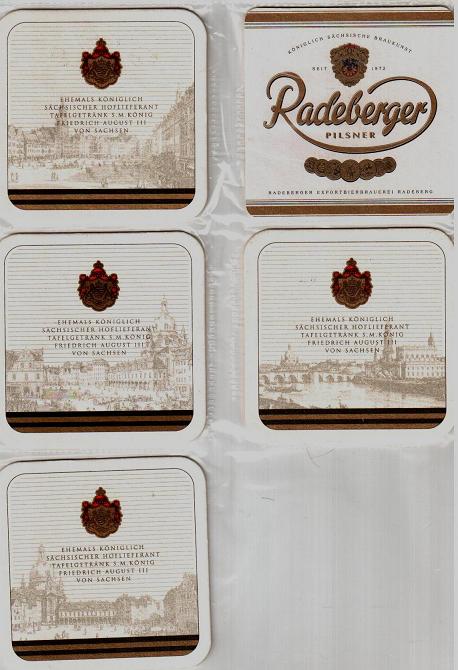 EHEMALS KÖNIGLICH
SÄCHSISCHER HOFLIEFERANT
TAFELGETRÄNK S.M.KÖNIG
FRIEDRICH AUGUST III
VON SACHSEN
KÖNIGLICH SÄCHSISCHE BRAUKUNST
SEIT 1872
Radeberger
PILSNER
RADEBERGER EXPORTBIERBRAUEREI RADEBERG
EHEMALS KÖNIGLICH
SÄCHSISCHER HOFLIEFERANT
TAFELGETRÄNK S.M.KÖNIG
FRIEDRICH AUGUST III
VON SACHSEN
EHEMALS KÖNIGLICH
SÄCHSISCHER HOFLIEFERANT
TAFELGETRÄNK S.M.KÖNIG
FRIEDRICH AUGUST III
VON SACHSEN
EHEMALS KÖNIGLICH
SÄCHSISCHER HOFLIEFERANT
TAFELGETRÄNK S.M.KÖNIG
FRIEDRICH AUGUST III
VON SACHSEN